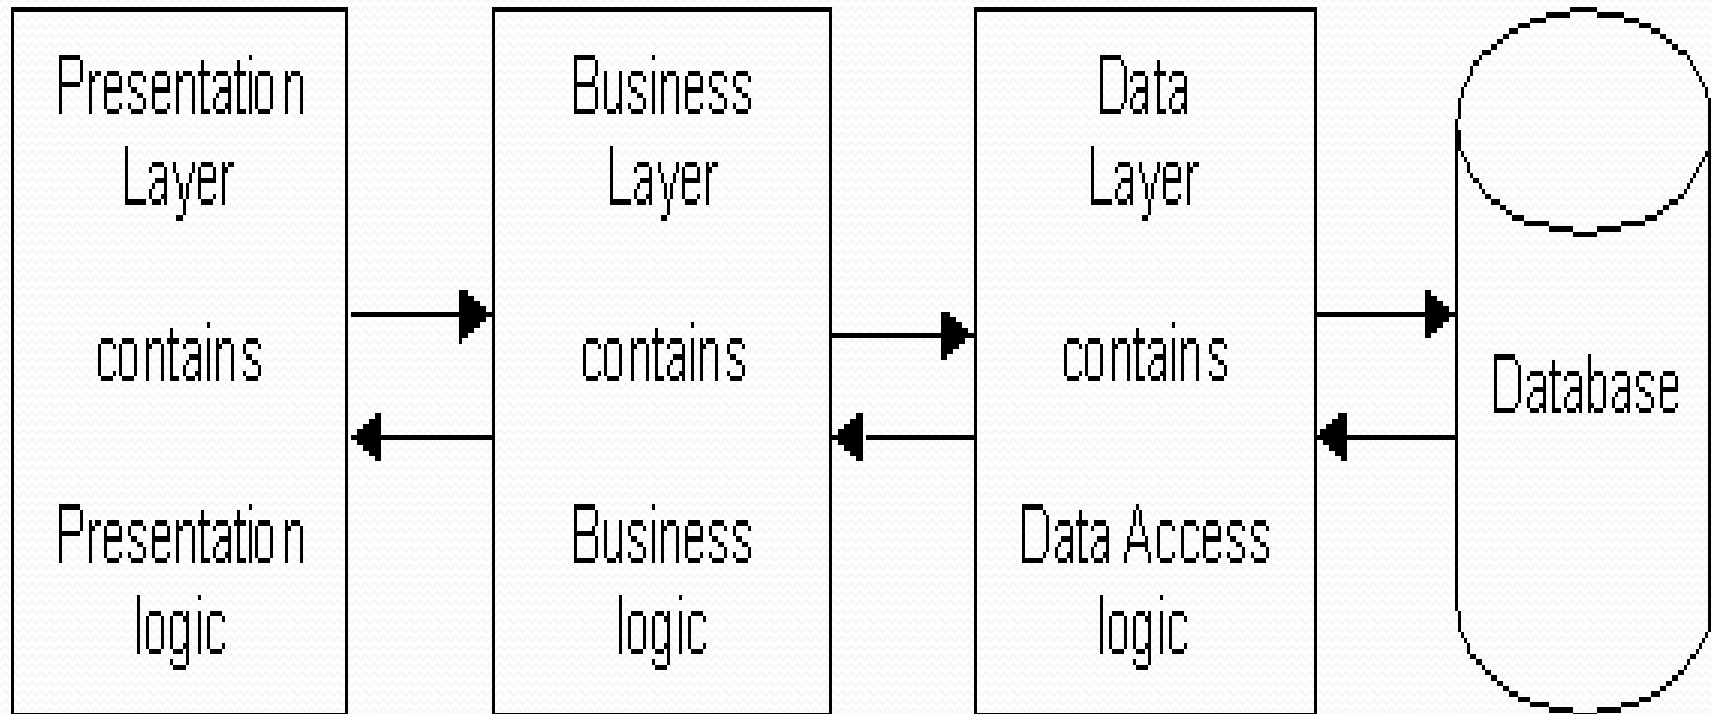 Presentation
Layer
contains
Presentation
logic
Business
Layer
contains
Business
logic
Data
Layer
contains
Data Access
logic
Database